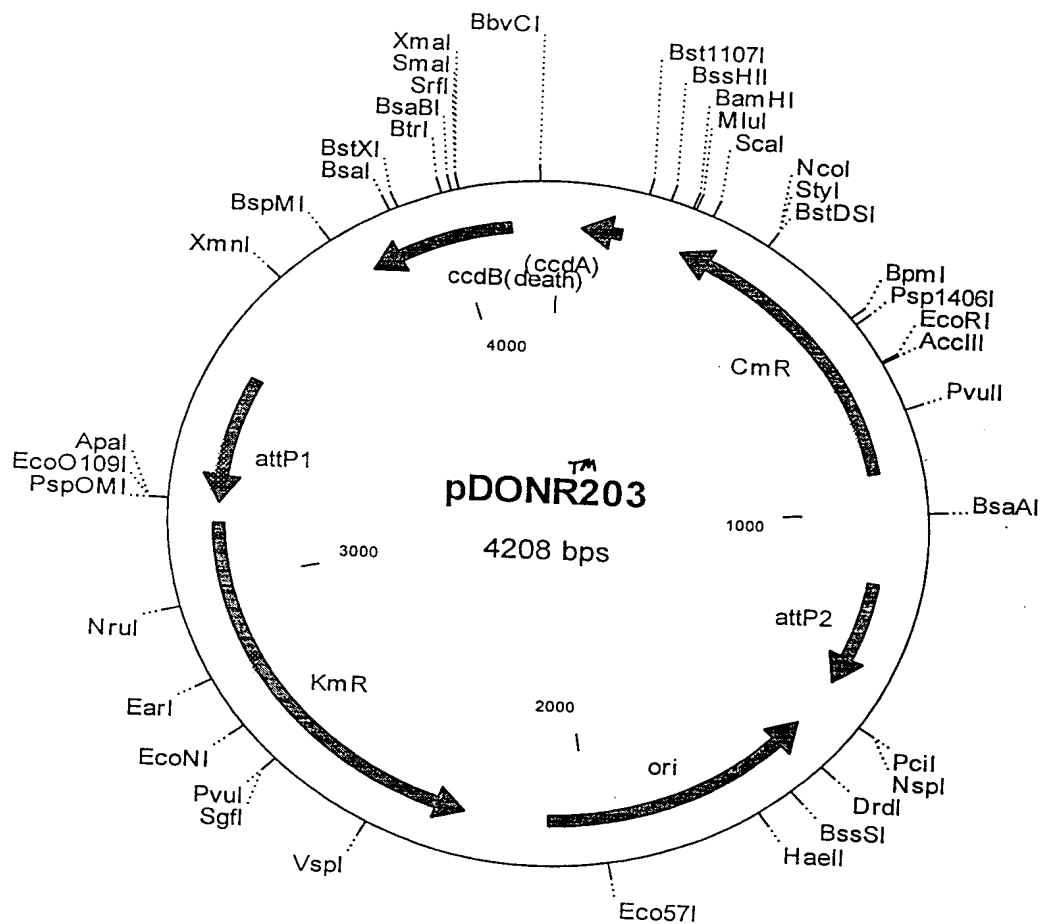 BbvCI
XmaI
SmaI
SrfI
BsaBI
BtrI
BstXI
BsaI
BspMI
XmnI
Bst1107I
BssHII
BamHI
MluI
ScaI
NcoI
StyI
BstDSI
BpmI
Psp1406I
EcoRI
AccIII
PvuII
BsaAI
(ccdA)
ccdB(death)
4000
CmR
ApaI
EcoO109I
PspOMI
attP1
TM
pDONR203
4208 bps
1000
3000
attP2
NruI
KmR
EarI
EcoNI
PvuI
SgfI
VspI
2000
ori
PciI
NspI
DrdI
BssSI
HaeII
Eco57I